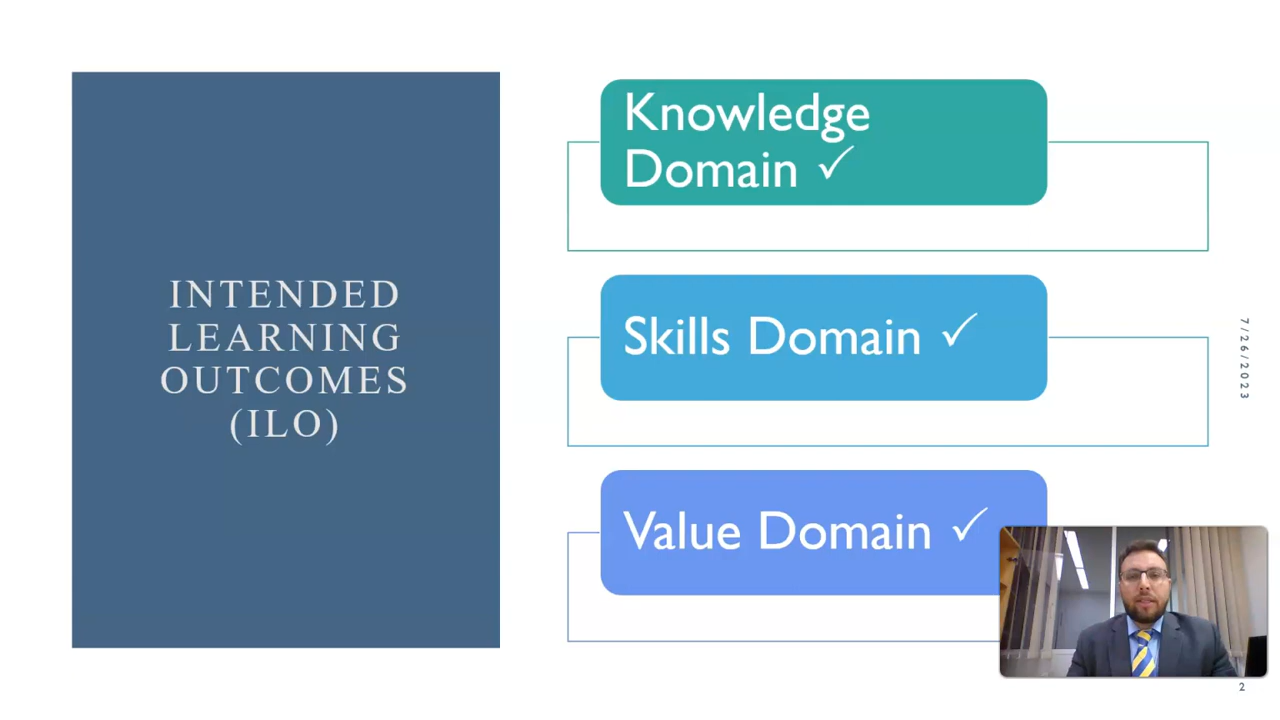 INTENDED
LEARNING
OUTCOMES
(ILO)
Knowledge
Domain ✓
Skills Domain ✓
Value Domain ✓
7/26/2023
2